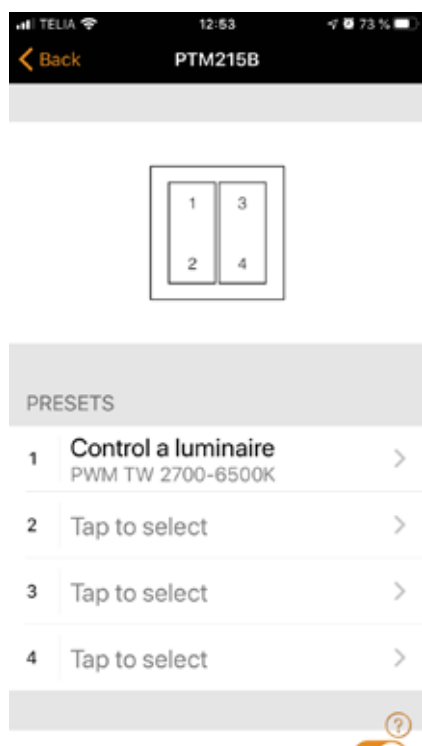 TELIA 12:53 73 %
Back PTM215B
1 3
2 4
PRESETS
1 Control a luminaire
PWM TW 2700-6500K
2 Tap to select
3 Tap to select
4 Tap to select
?